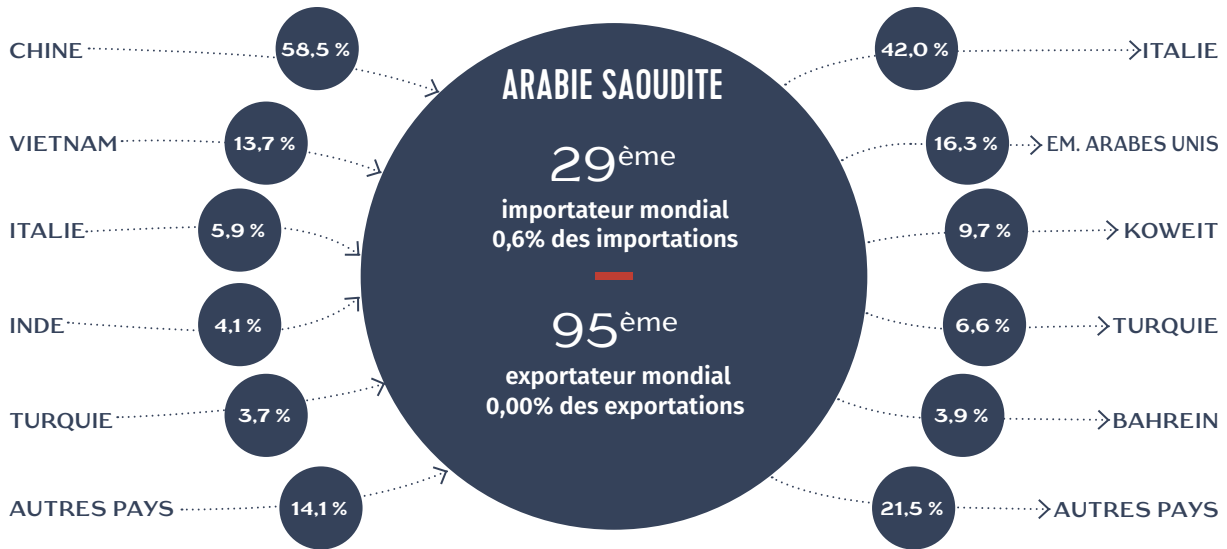 CHINE
58,5 %
VIETNAM
13,7 %
ITALIE
5,9 %
INDE
4,1 %
TURQUIE
3,7 %
AUTRES PAYS
14,1 %
ARABIE SAOUDITE
29ème
importateur mondial
0,6% des importations
95ème
exportateur mondial
0,00% des exportations
42,0 %
ITALIE
16,3 %
EM. ARABES UNIS
9,7 %
KOWEIT
6,6 %
TURQUIE
3,9 %
BAHREIN
21,5 %
AUTRES PAYS